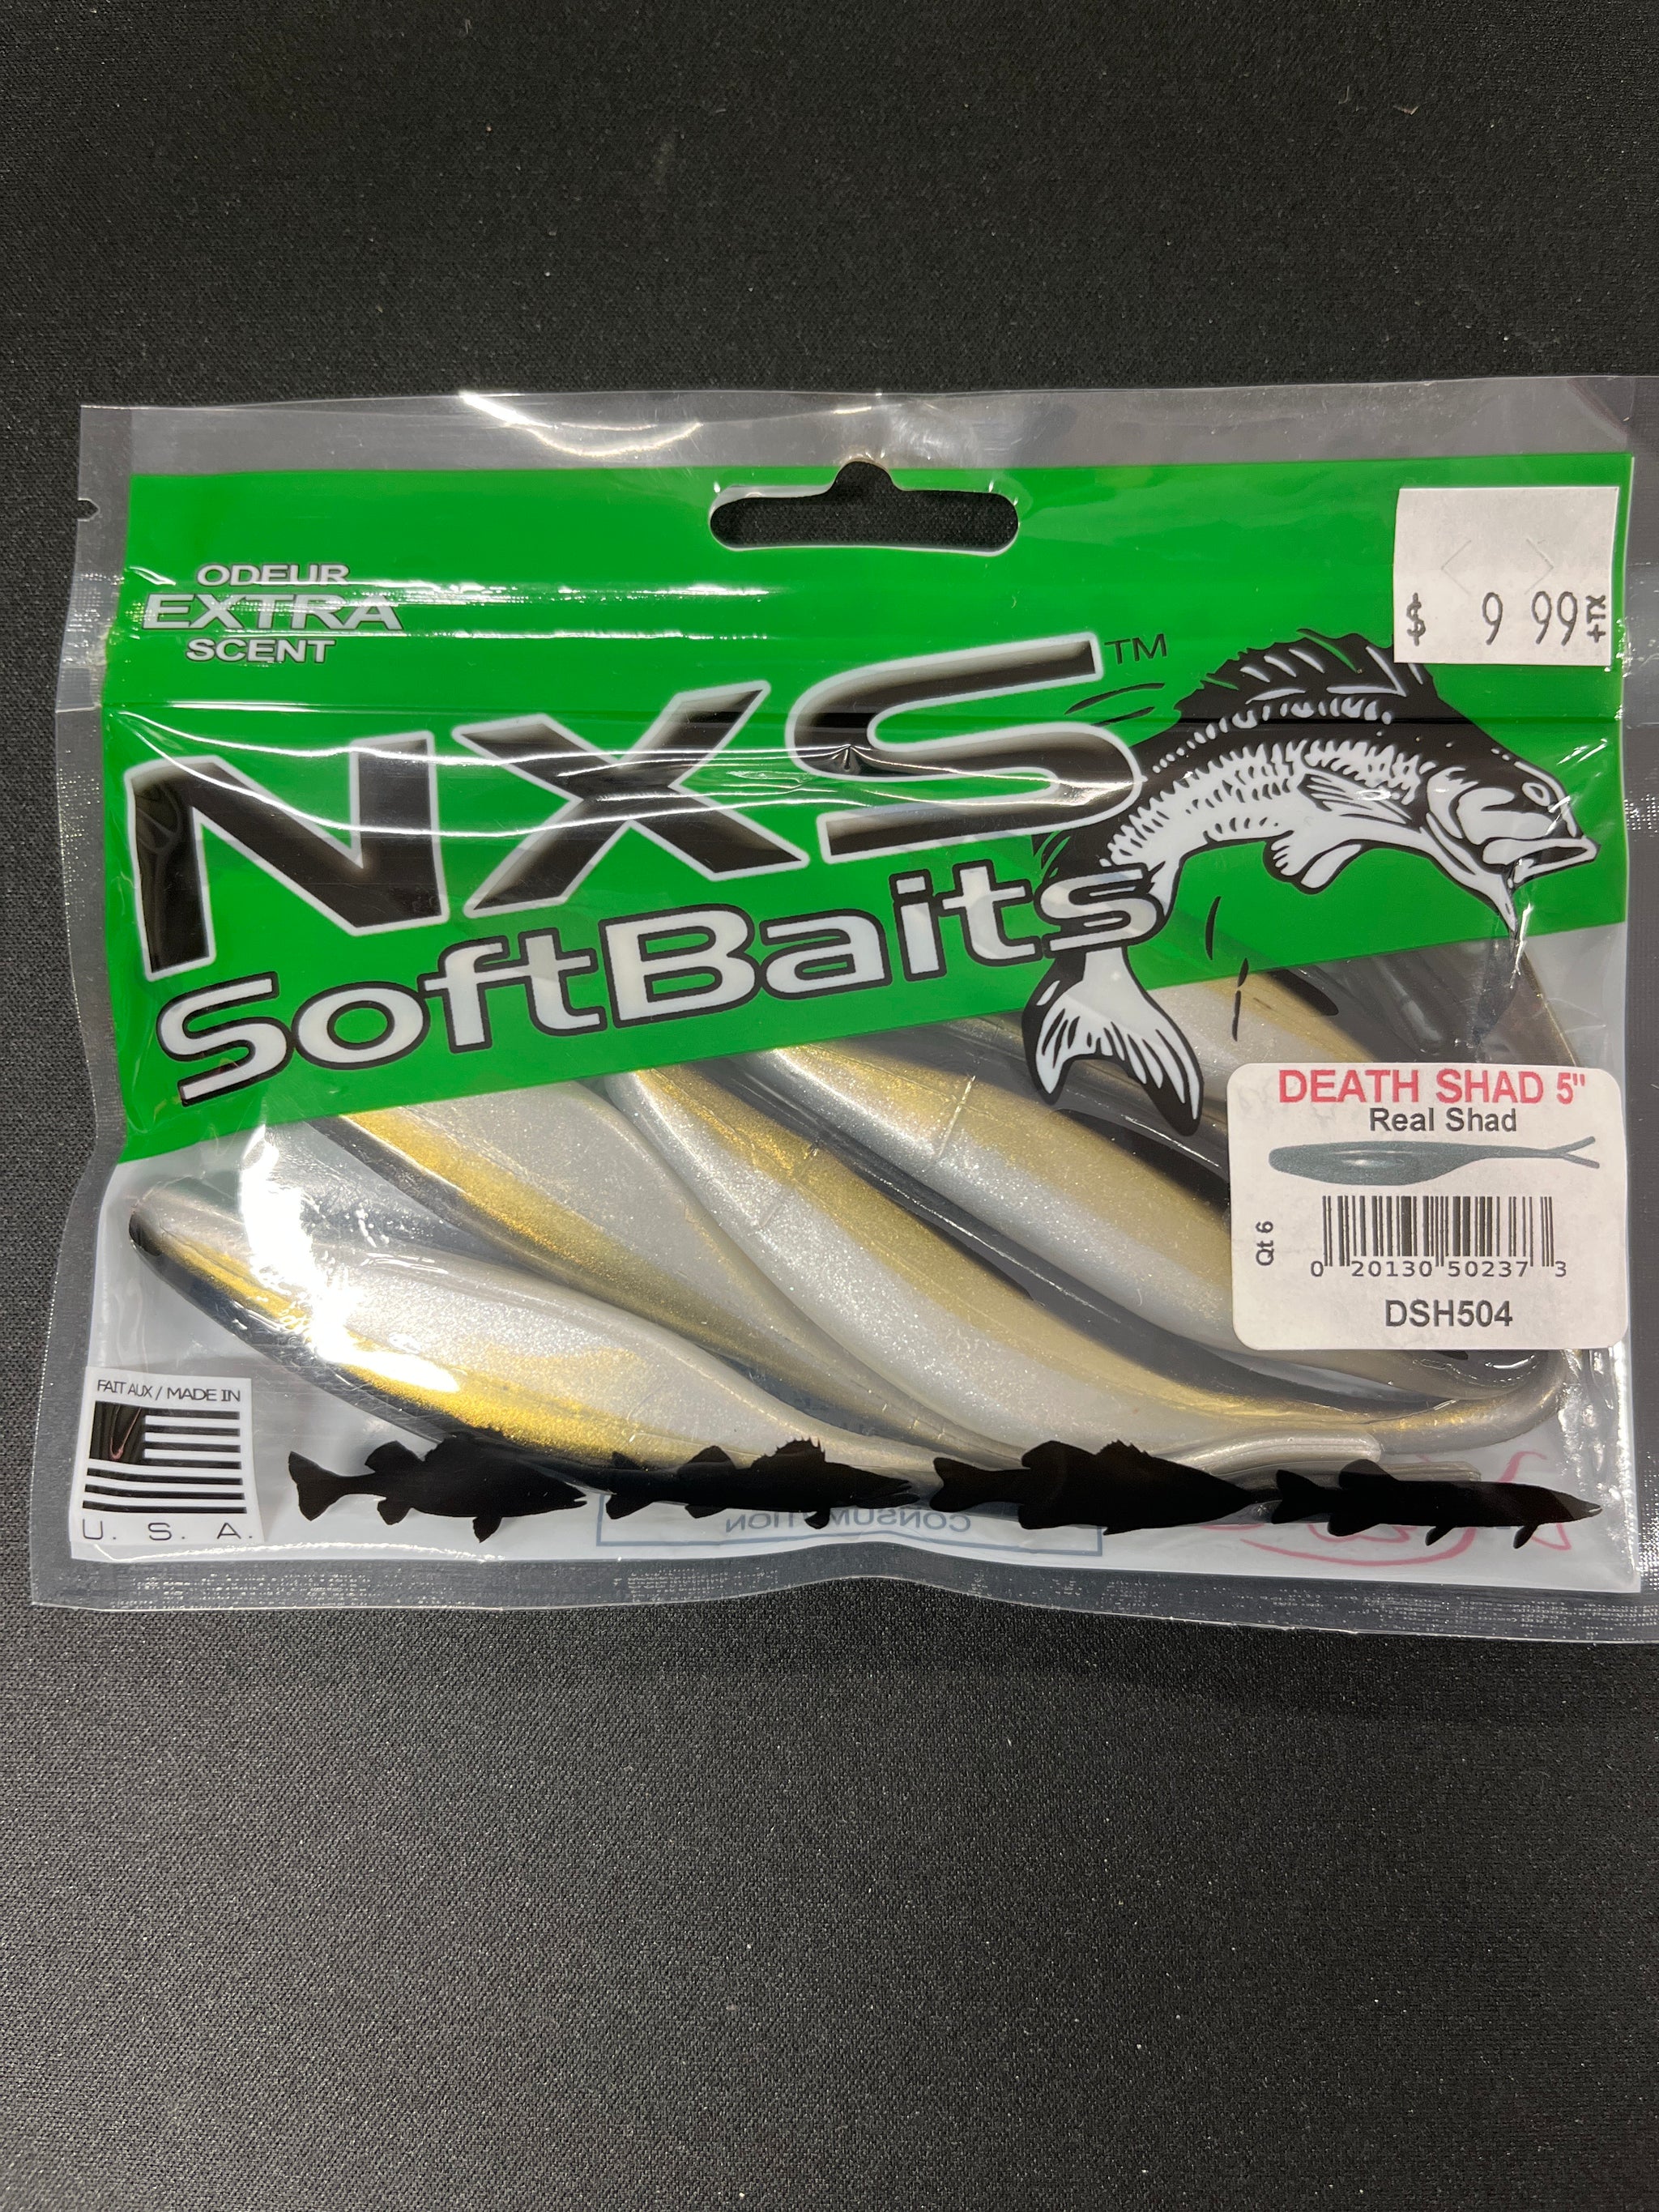 ODEUR
EXTRA
SCENT
$ 9 99 +TX
NXS™
SoftBaits
DEATH SHAD 5"
Real Shad
Qt 6
0 20130 50237 3
DSH504
FAIT AUX / MADE IN
U. S. A.
CONSUMPTION
CONSOMMATION